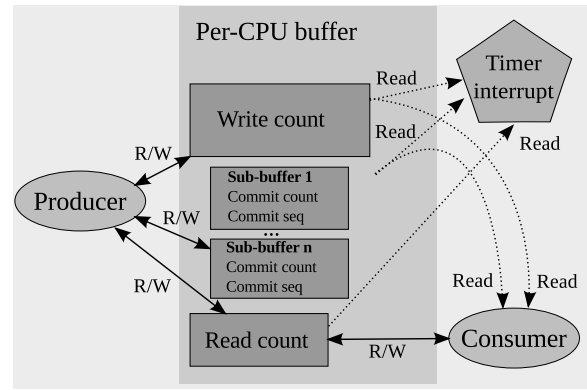 Per-CPU buffer
Timer
interrupt
Read
Write count
Read
Read
R/W
Sub-buffer 1
Commit count
Commit seq
Producer
R/W
...
Sub-buffer n
Commit count
Commit seq
R/W
Read
Read
Read count
R/W
Consumer